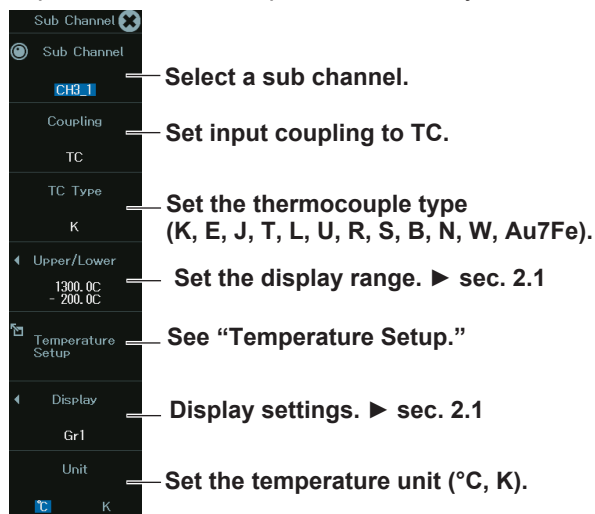 Sub Channel
Sub Channel
CH3_1
Select a sub channel.
Coupling
TC
Set input coupling to TC.
TC Type
K
Set the thermocouple type
(K, E, J, T, L, U, R, S, B, N, W, Au7Fe).
Upper/Lower
1300.0C
- 200.0C
Set the display range. ► sec. 2.1
Temperature
Setup
See “Temperature Setup.”
Display
Gr1
Display settings. ► sec. 2.1
Unit
℃ K
Set the temperature unit (°C, K).